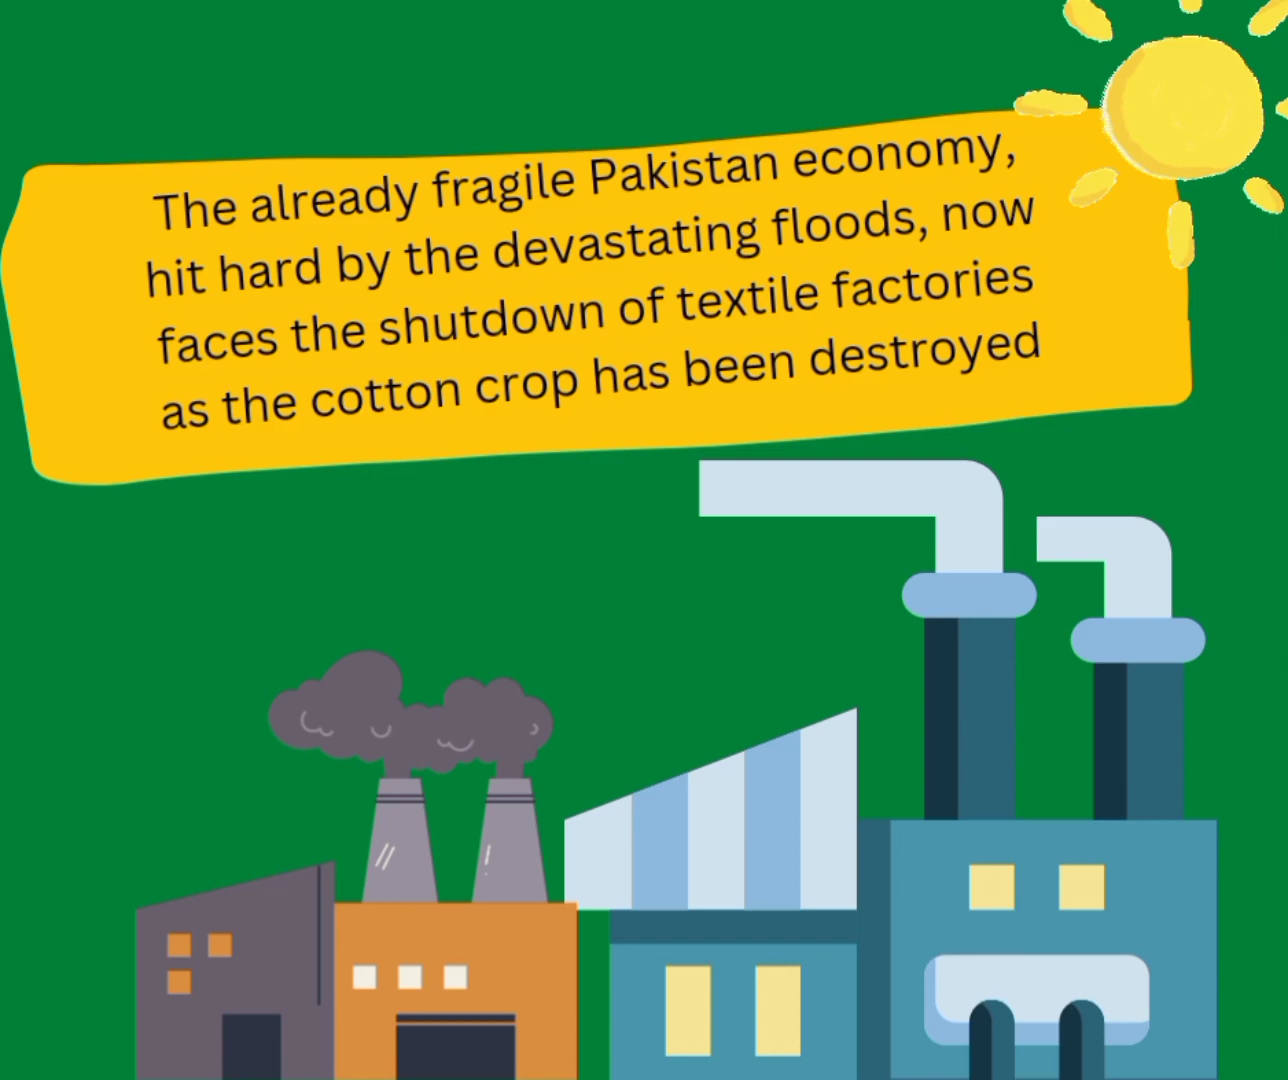 The already fragile Pakistan economy,
hit hard by the devastating floods, now
faces the shutdown of textile factories
as the cotton crop has been destroyed